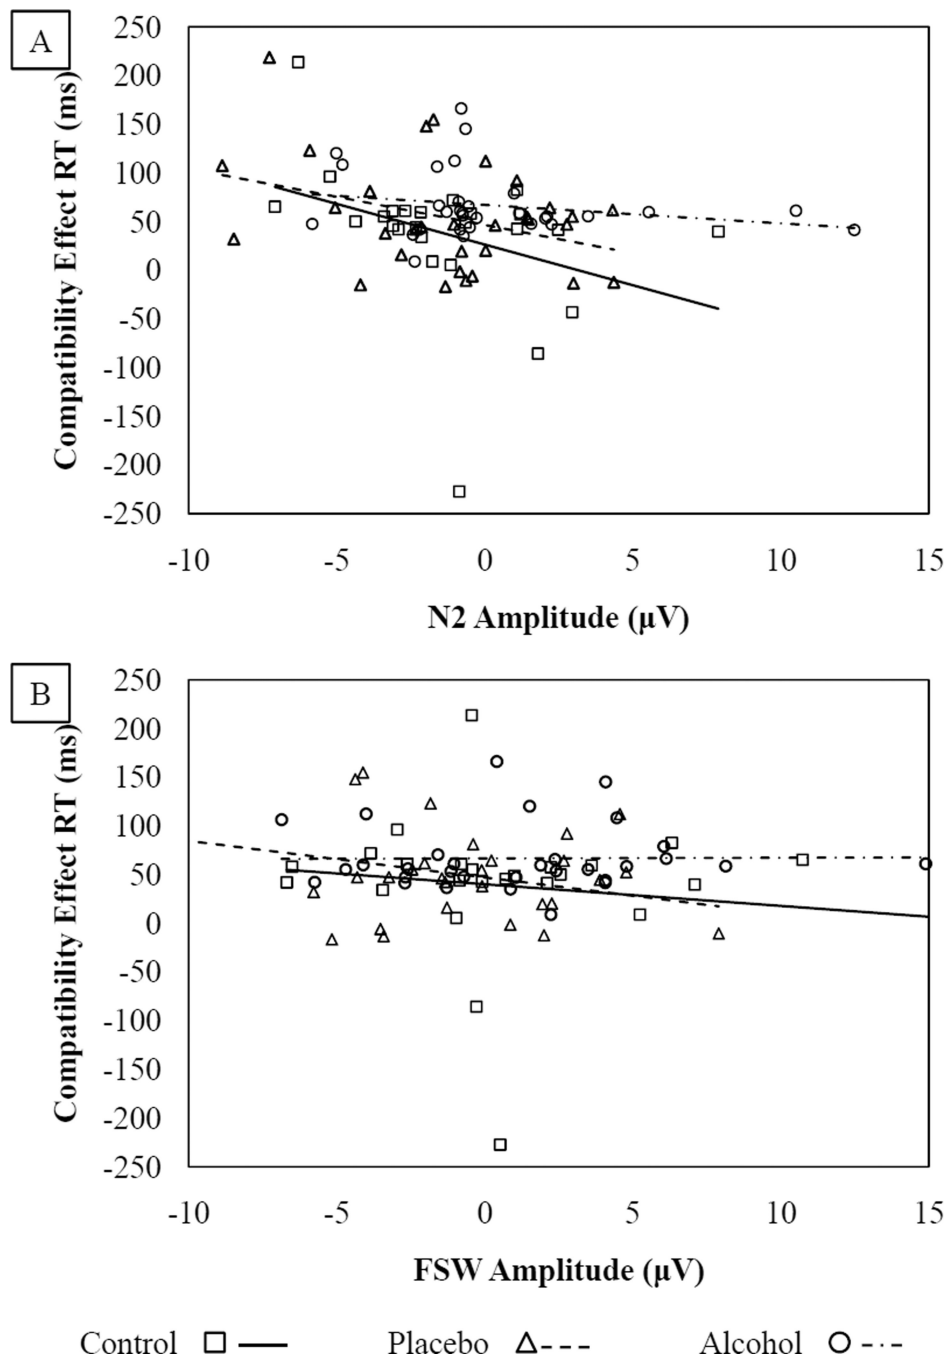 A
Compatibility Effect RT (ms)
250
200
150
100
50
0
-50
-100
-150
-200
-250
-10 -5 0 5 10 15
N2 Amplitude (μV)
B
Compatibility Effect RT (ms)
250
200
150
100
50
0
-50
-100
-150
-200
-250
-10 -5 0 5 10 15
FSW Amplitude (μV)
Control Placebo Alcohol